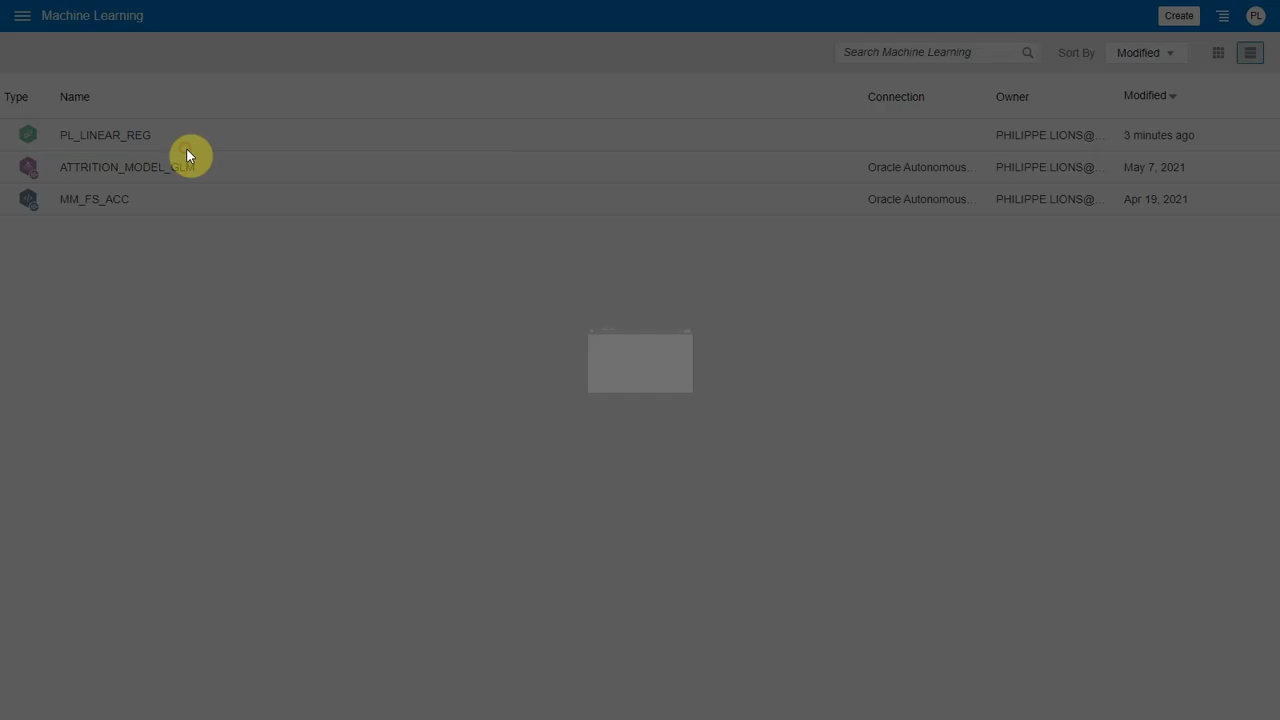 Machine Learning
Create
PL
Search Machine Learning
Sort By
Modified
Type Name Connection Owner Modified
PL_LINEAR_REG PHILIPPE.LIONS@... 3 minutes ago
ATTRITION_MODEL_GLM Oracle Autonomous... PHILIPPE.LIONS@... May 7, 2021
MM_FS_ACC Oracle Autonomous... PHILIPPE.LIONS@... Apr 19, 2021